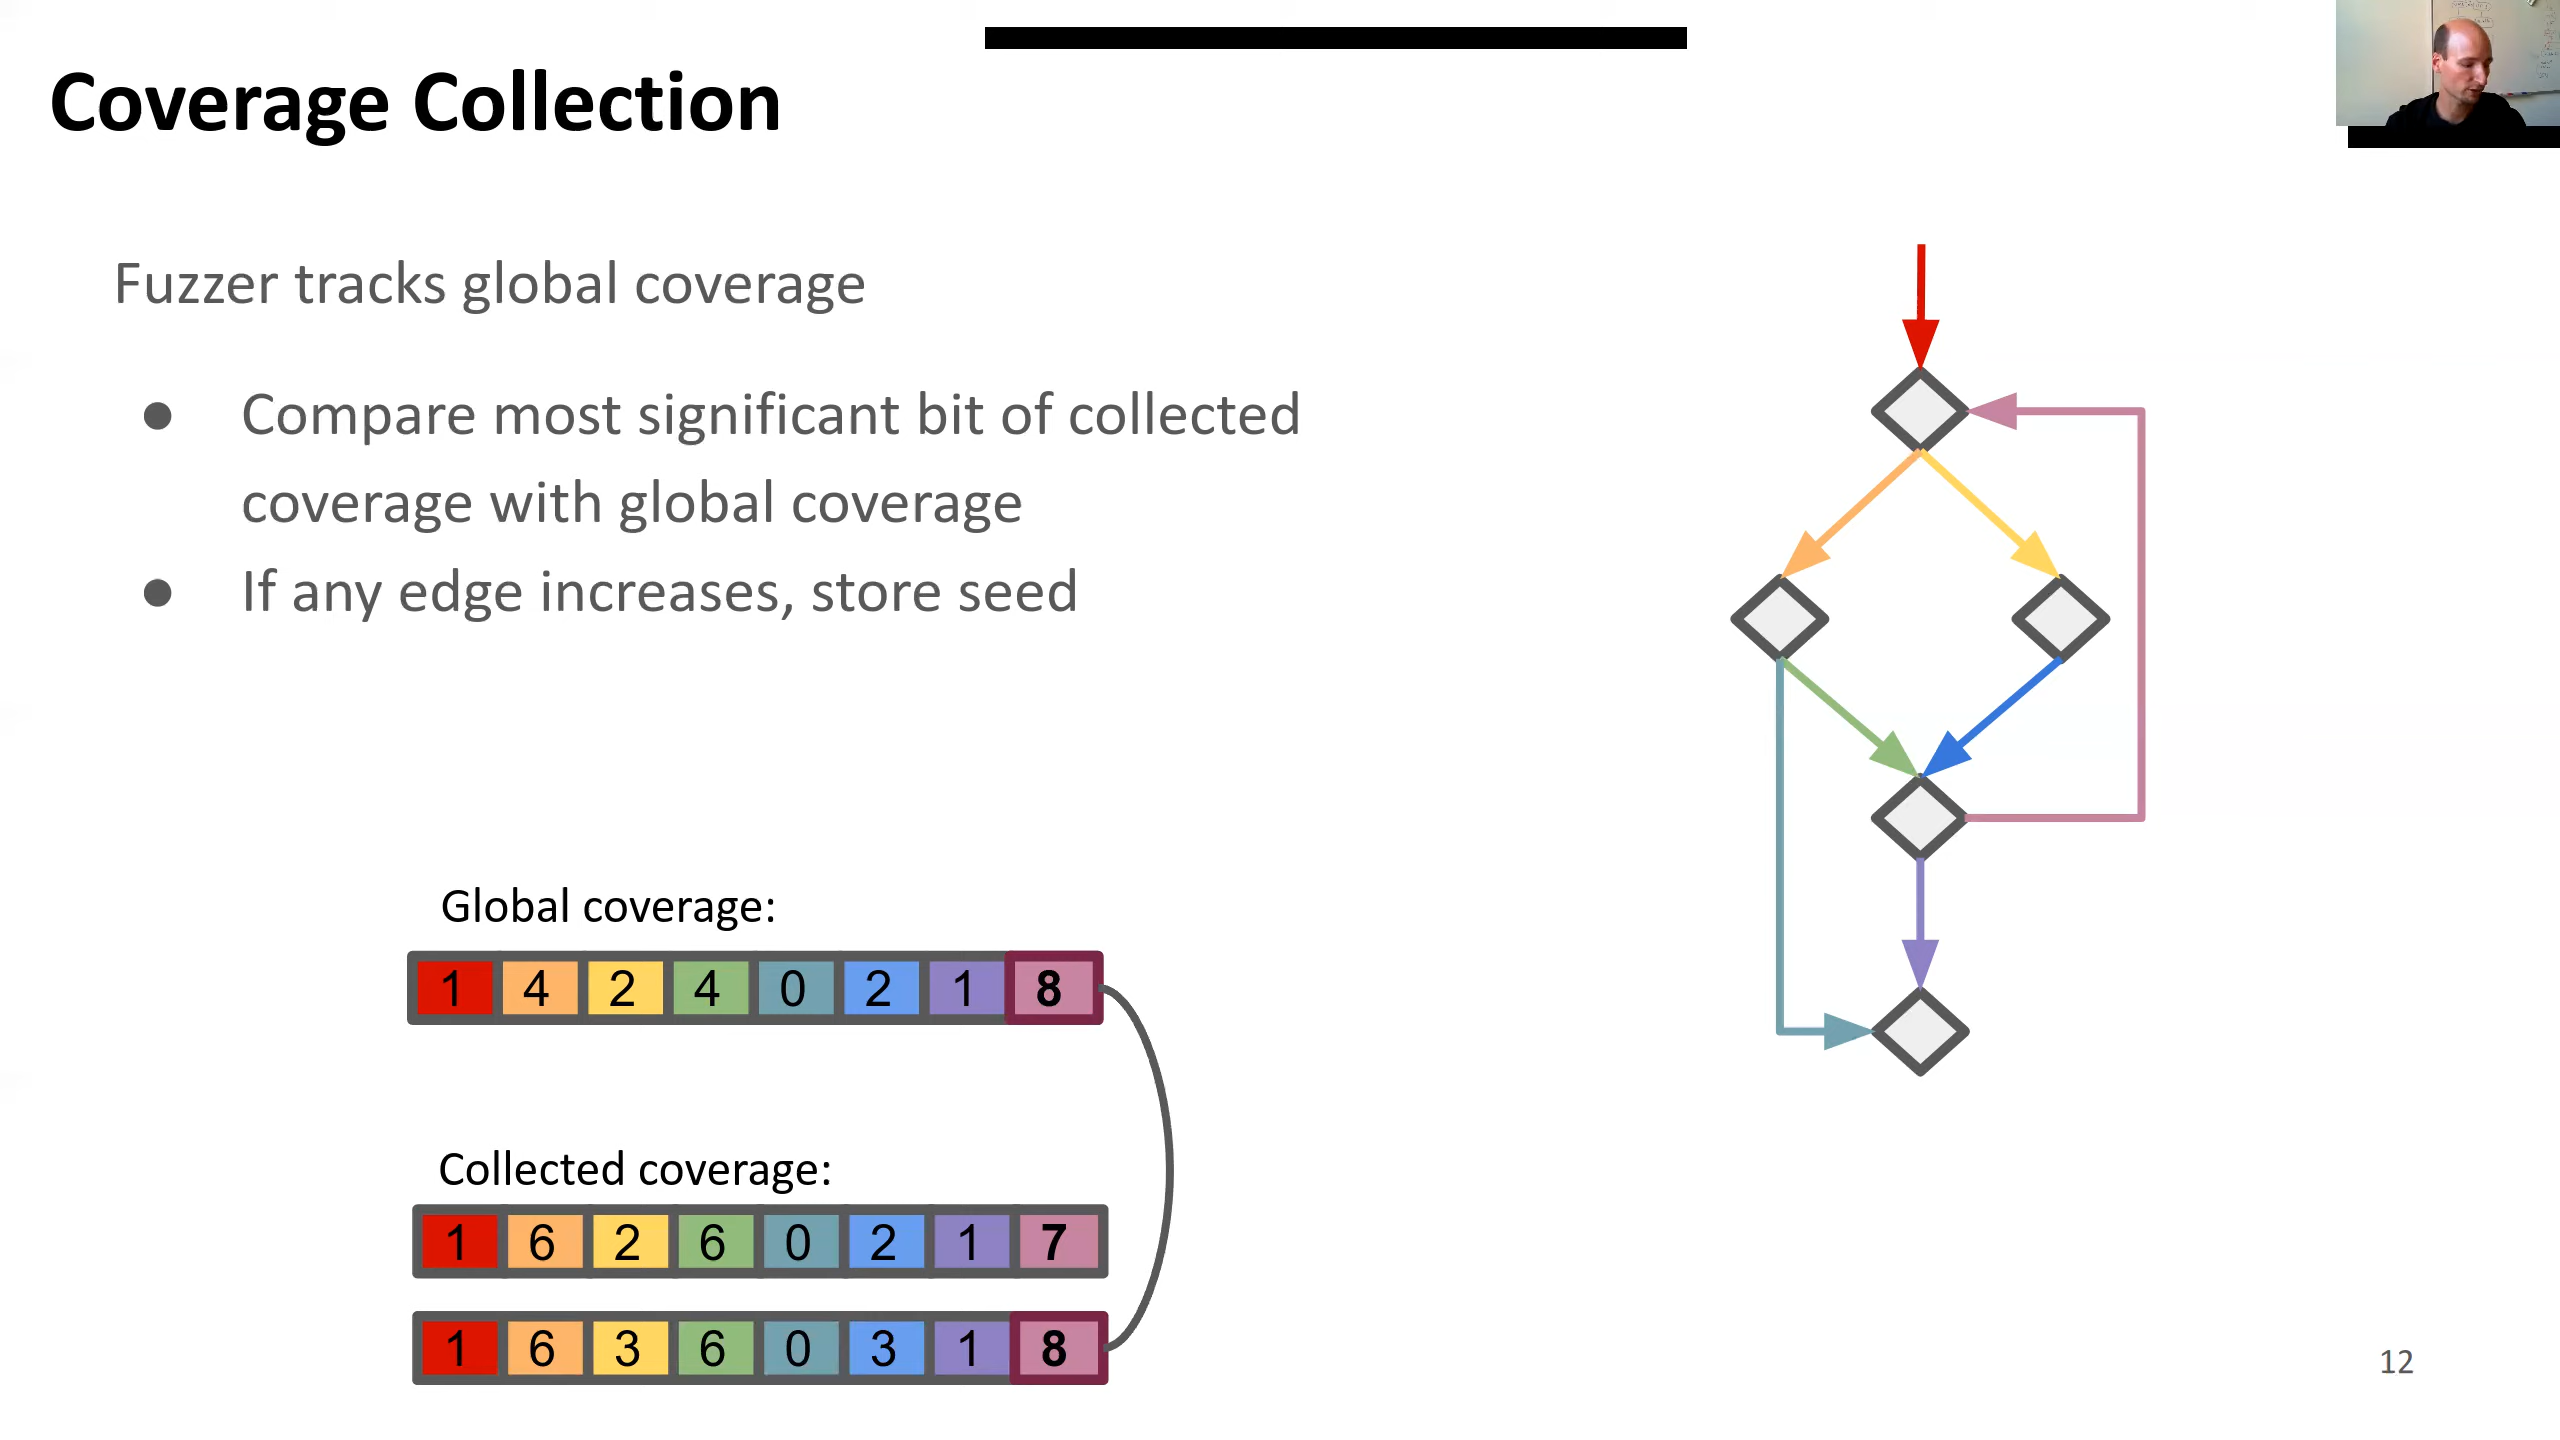 Coverage Collection
Fuzzer tracks global coverage
● Compare most significant bit of collected
coverage with global coverage
● If any edge increases, store seed
Global coverage:
1 4 2 4 0 2 1 8
Collected coverage:
1 6 2 6 0 2 1 7
1 6 3 6 0 3 1 8
12